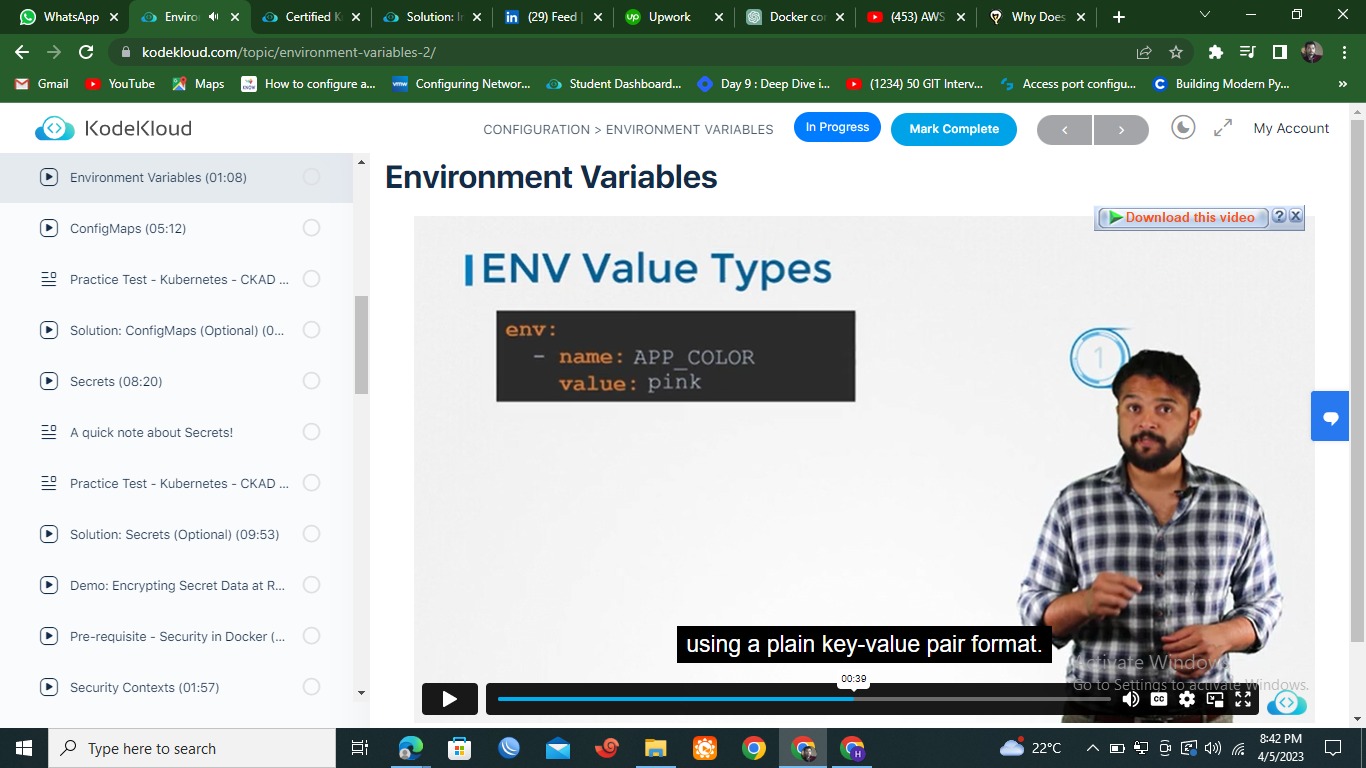 WhatsApp
Enviro
Certified K
Solution: I
(29) Feed |
Upwork
Docker co
(453) AWS
Why Does
kodekloud.com/topic/environment-variables-2/
Gmail
YouTube
Maps
How to configure a...
Configuring Networ...
Student Dashboard...
Day 9 : Deep Dive i...
(1234) 50 GIT Interv...
Access port configu...
Building Modern Py...
»
KodeKloud
CONFIGURATION > ENVIRONMENT VARIABLES
In Progress
Mark Complete
My Account
Environment Variables (01:08)
ConfigMaps (05:12)
Practice Test - Kubernetes - CKAD ...
Solution: ConfigMaps (Optional) (0...
Secrets (08:20)
A quick note about Secrets!
Practice Test - Kubernetes - CKAD ...
Solution: Secrets (Optional) (09:53)
Demo: Encrypting Secret Data at R...
Pre-requisite - Security in Docker (...
Security Contexts (01:57)
Environment Variables
Download this video
?
X
ENV Value Types
env:
- name: APP_COLOR
value: pink
1
using a plain key-value pair format.
00:39
CC
Activate Windows
Go to Settings to activate Windows.
Type here to search
H
22°C
8:42 PM
4/5/2023